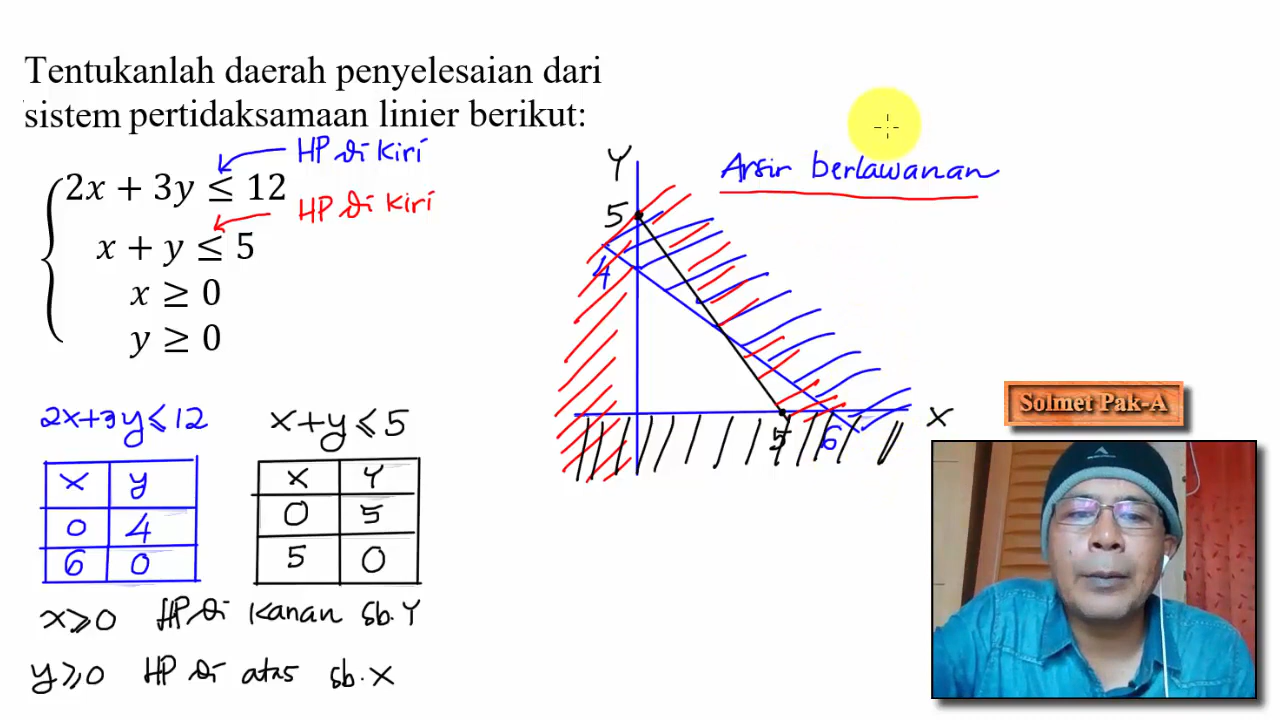 Tentukanlah daerah penyelesaian dari
sistem pertidaksamaan linier berikut:
HP di kiri
2x + 3y ≤ 12
HP di kiri
x + y ≤ 5
x ≥ 0
y ≥ 0
2x+3y ≤ 12
x y
0 4
6 0
x+y ≤ 5
X Y
0 5
5 0
x ≥ 0 HP di kanan sb. Y
y ≥ 0 HP di atas sb. X
Arsir berlawanan
Y
5
4
5
6
X
Solmet Pak-A